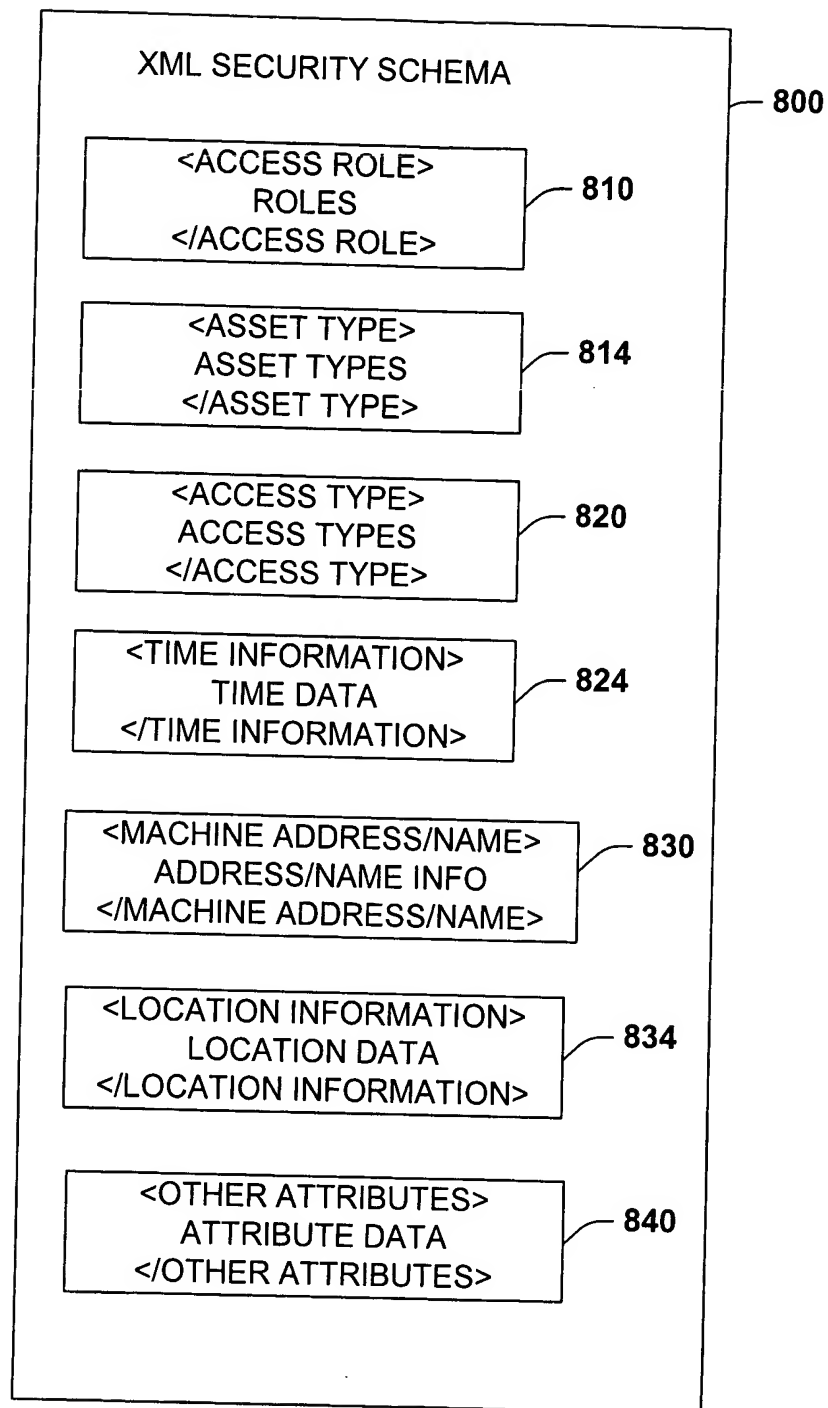 XML SECURITY SCHEMA
800
<ACCESS ROLE>
ROLES
</ACCESS ROLE>
810
<ASSET TYPE>
ASSET TYPES
</ASSET TYPE>
814
<ACCESS TYPE>
ACCESS TYPES
</ACCESS TYPE>
820
<TIME INFORMATION>
TIME DATA
</TIME INFORMATION>
824
<MACHINE ADDRESS/NAME>
ADDRESS/NAME INFO
</MACHINE ADDRESS/NAME>
830
<LOCATION INFORMATION>
LOCATION DATA
</LOCATION INFORMATION>
834
<OTHER ATTRIBUTES>
ATTRIBUTE DATA
</OTHER ATTRIBUTES>
840